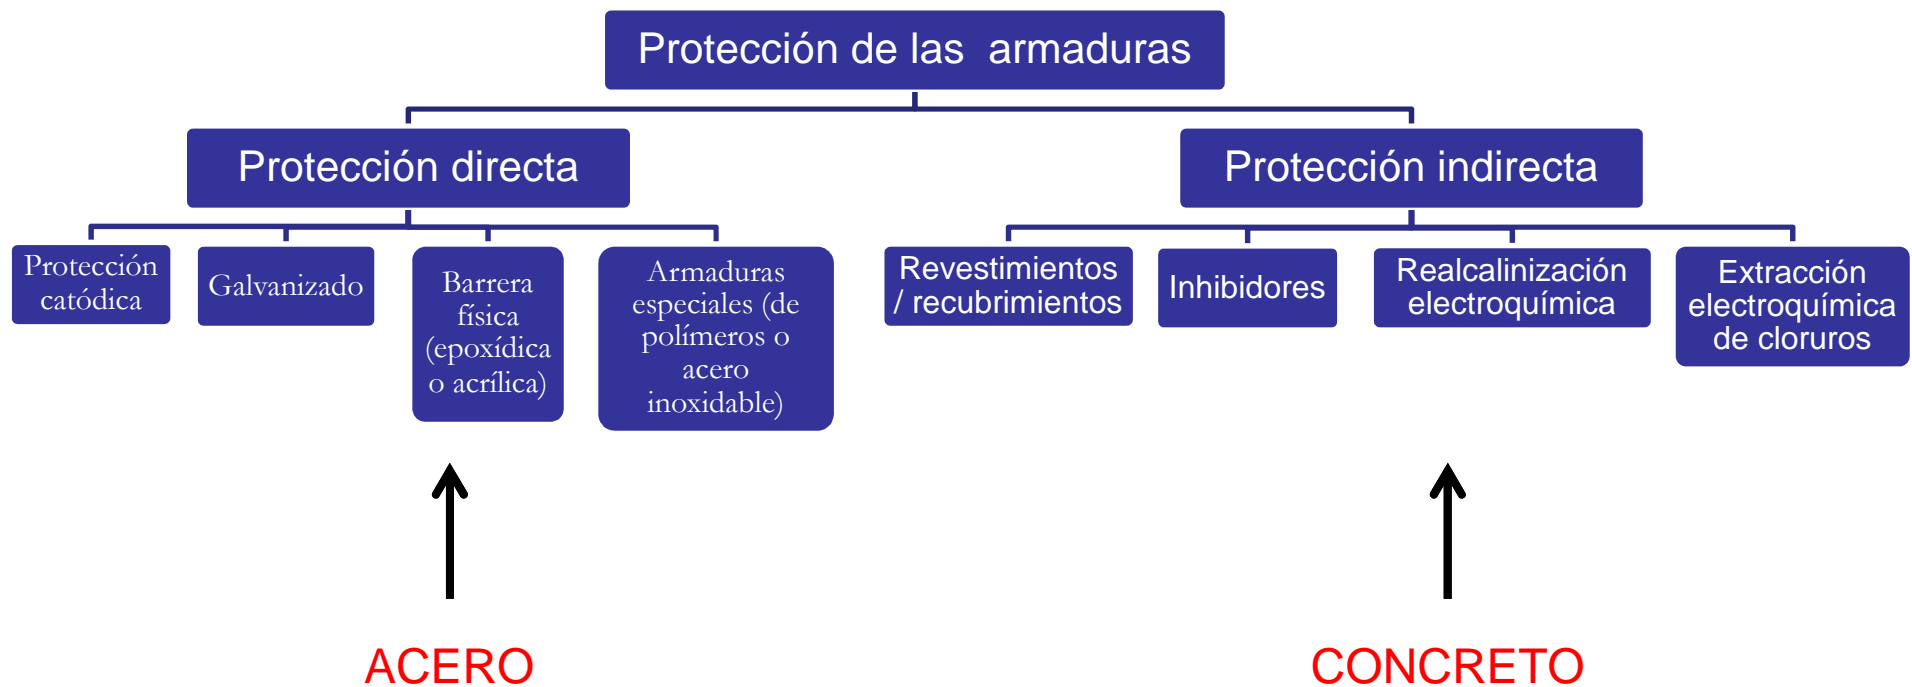 Protección de las  armaduras
Protección directa
Protección indirecta
Protección
catódica
Galvanizado
Barrera
física
(epoxídica
o acrílica)
Armaduras
especiales (de
polímeros o
acero
inoxidable)
Revestimientos
/ recubrimientos
Inhibidores
Realcalinización
electroquímica
Extracción
electroquímica
de cloruros
ACERO
CONCRETO